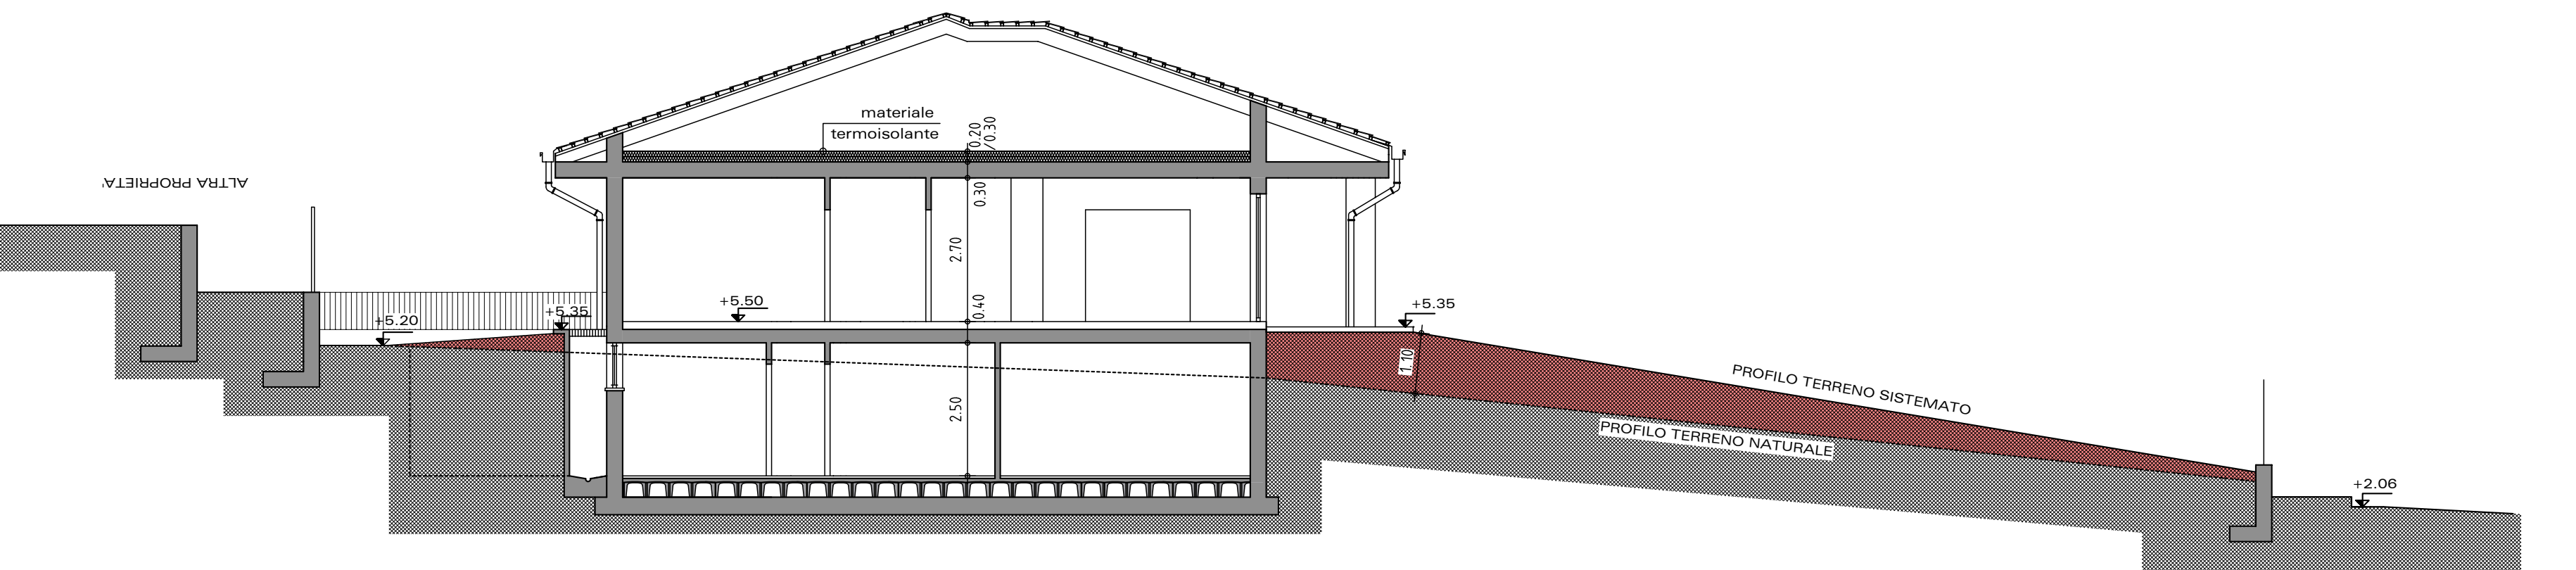 materiale
termoisolante
0.20
/0.30
ALTRA PROPRIETA'
0.30
2.70
+5.50
0.40
+5.35
+5.20
+5.35
1.10
PROFILO TERRENO SISTEMATO
PROFILO TERRENO NATURALE
2.50
+2.06